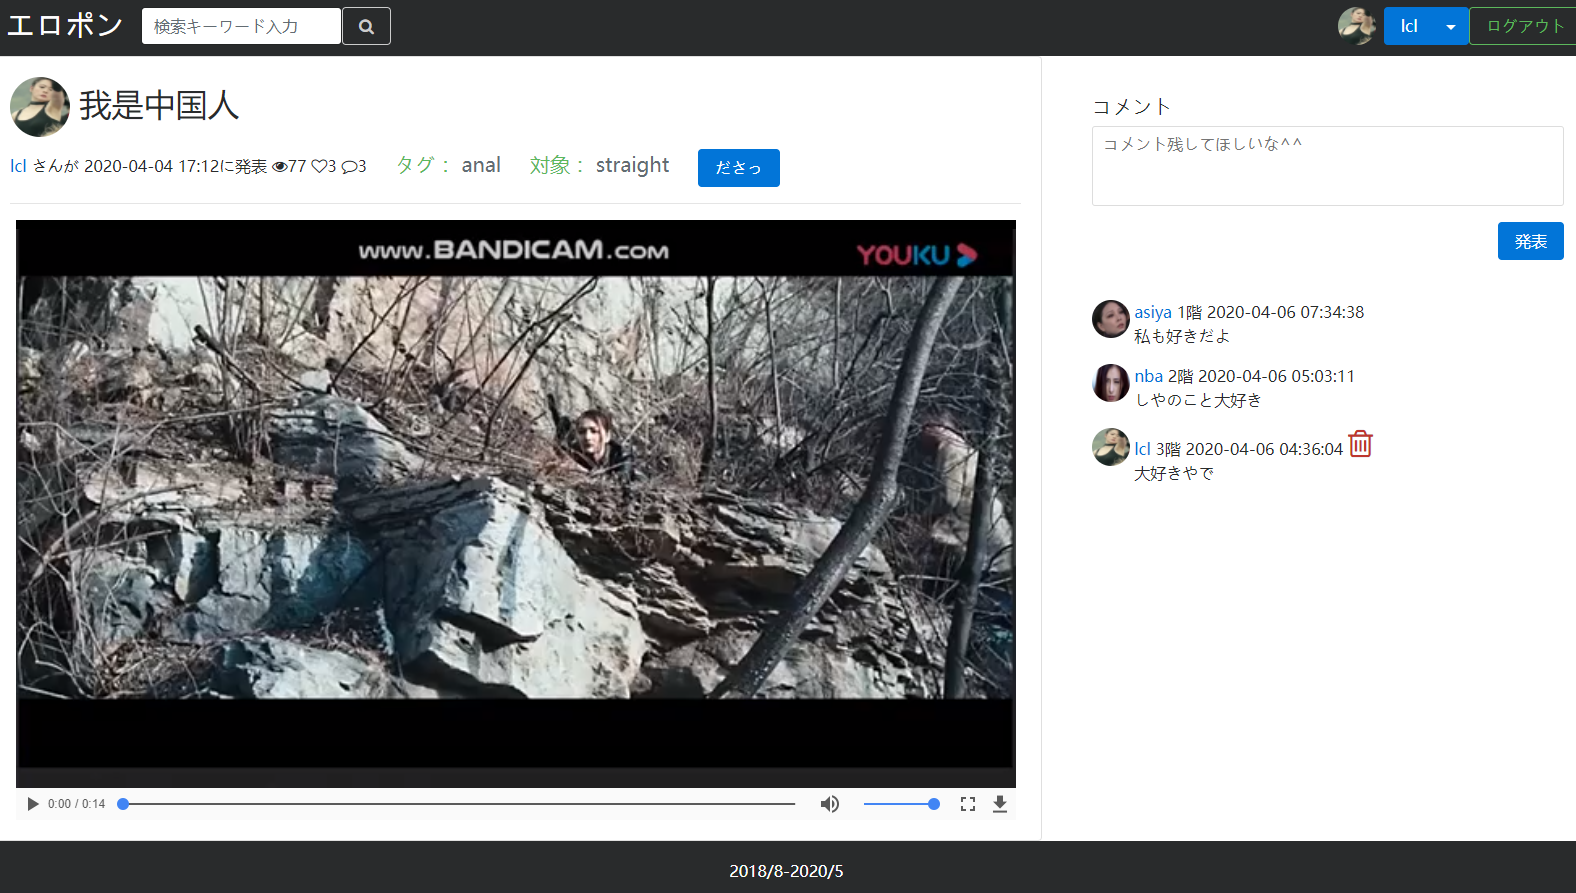 エロポン 検索キーワード入力 lcl ログアウト
我是中国人
lcl さんが 2020-04-04 17:12に発表 77 3 3 タグ： anal 対象： straight ださっ
www.BANDICAM.com YOUKU
0:00 / 0:14
コメント
コメント残してほしいな^^
発表
asiya 1階 2020-04-06 07:34:38
私も好きだよ
nba 2階 2020-04-06 05:03:11
しやのこと大好き
lcl 3階 2020-04-06 04:36:04
大好きやで
2018/8-2020/5